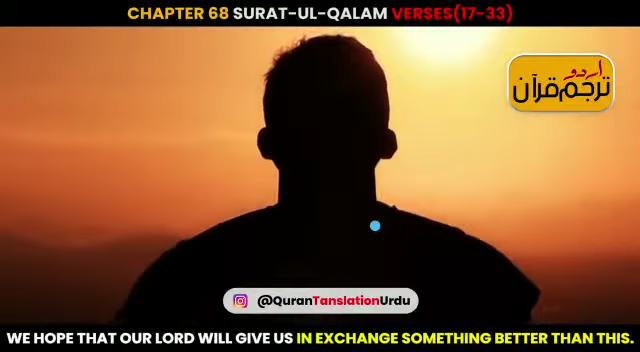 CHAPTER 68 SURAT-UL-QALAM VERSES(17-33)
اردو
ترجم قرآن
@QuranTanslationUrdu
WE HOPE THAT OUR LORD WILL GIVE US IN EXCHANGE SOMETHING BETTER THAN THIS.